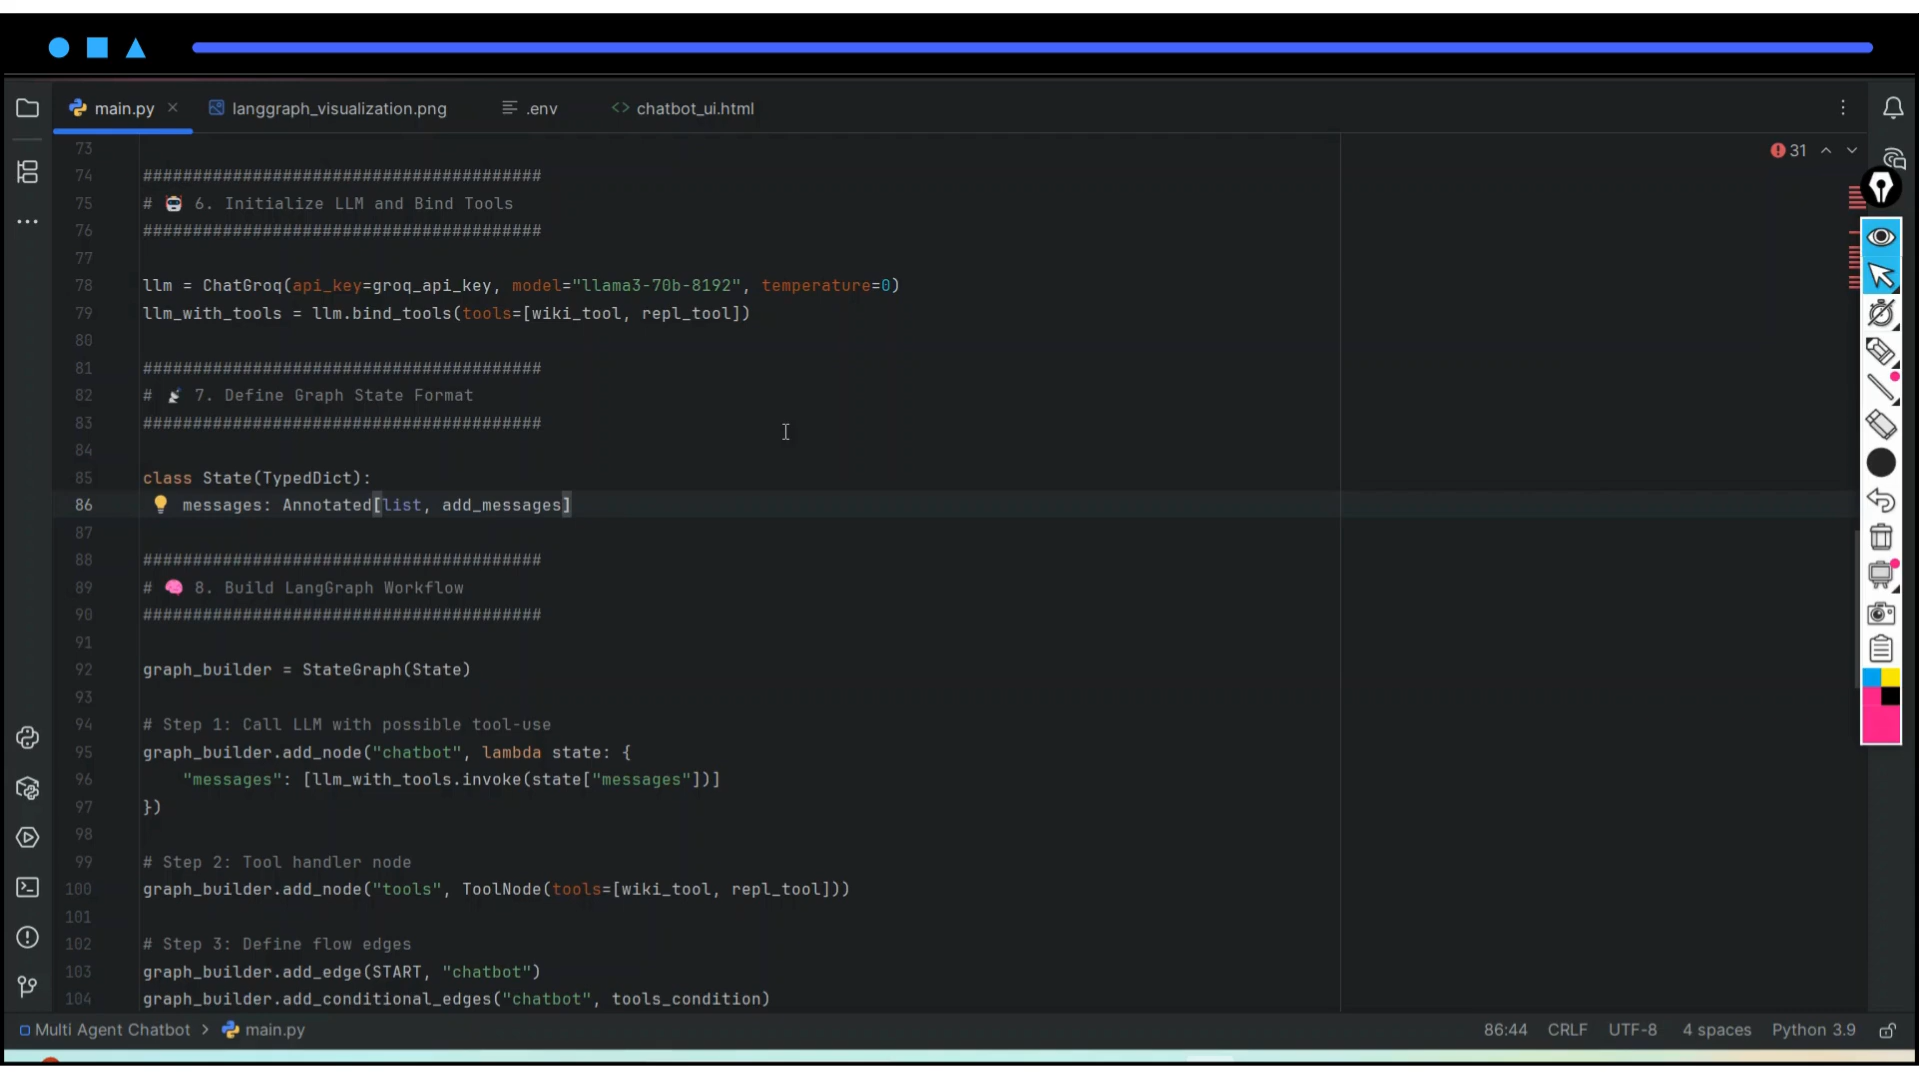 main.py
langgraph_visualization.png
.env
chatbot_ui.html
31
73
74 ########################################
75 # 🤖 6. Initialize LLM and Bind Tools
76 ########################################
77
78 llm = ChatGroq(api_key=groq_api_key, model="llama3-70b-8192", temperature=0)
79 llm_with_tools = llm.bind_tools(tools=[wiki_tool, repl_tool])
80
81 ########################################
82 # 📡 7. Define Graph State Format
83 ########################################
84
85 class State(TypedDict):
86 messages: Annotated[list, add_messages]
87
88 ########################################
89 # 🧠 8. Build LangGraph Workflow
90 ########################################
91
92 graph_builder = StateGraph(State)
93
94 # Step 1: Call LLM with possible tool-use
95 graph_builder.add_node("chatbot", lambda state: {
96 "messages": [llm_with_tools.invoke(state["messages"])]
97 })
98
99 # Step 2: Tool handler node
100 graph_builder.add_node("tools", ToolNode(tools=[wiki_tool, repl_tool]))
101
102 # Step 3: Define flow edges
103 graph_builder.add_edge(START, "chatbot")
104 graph_builder.add_conditional_edges("chatbot", tools_condition)
Multi Agent Chatbot > main.py
86:44 CRLF UTF-8 4 spaces Python 3.9